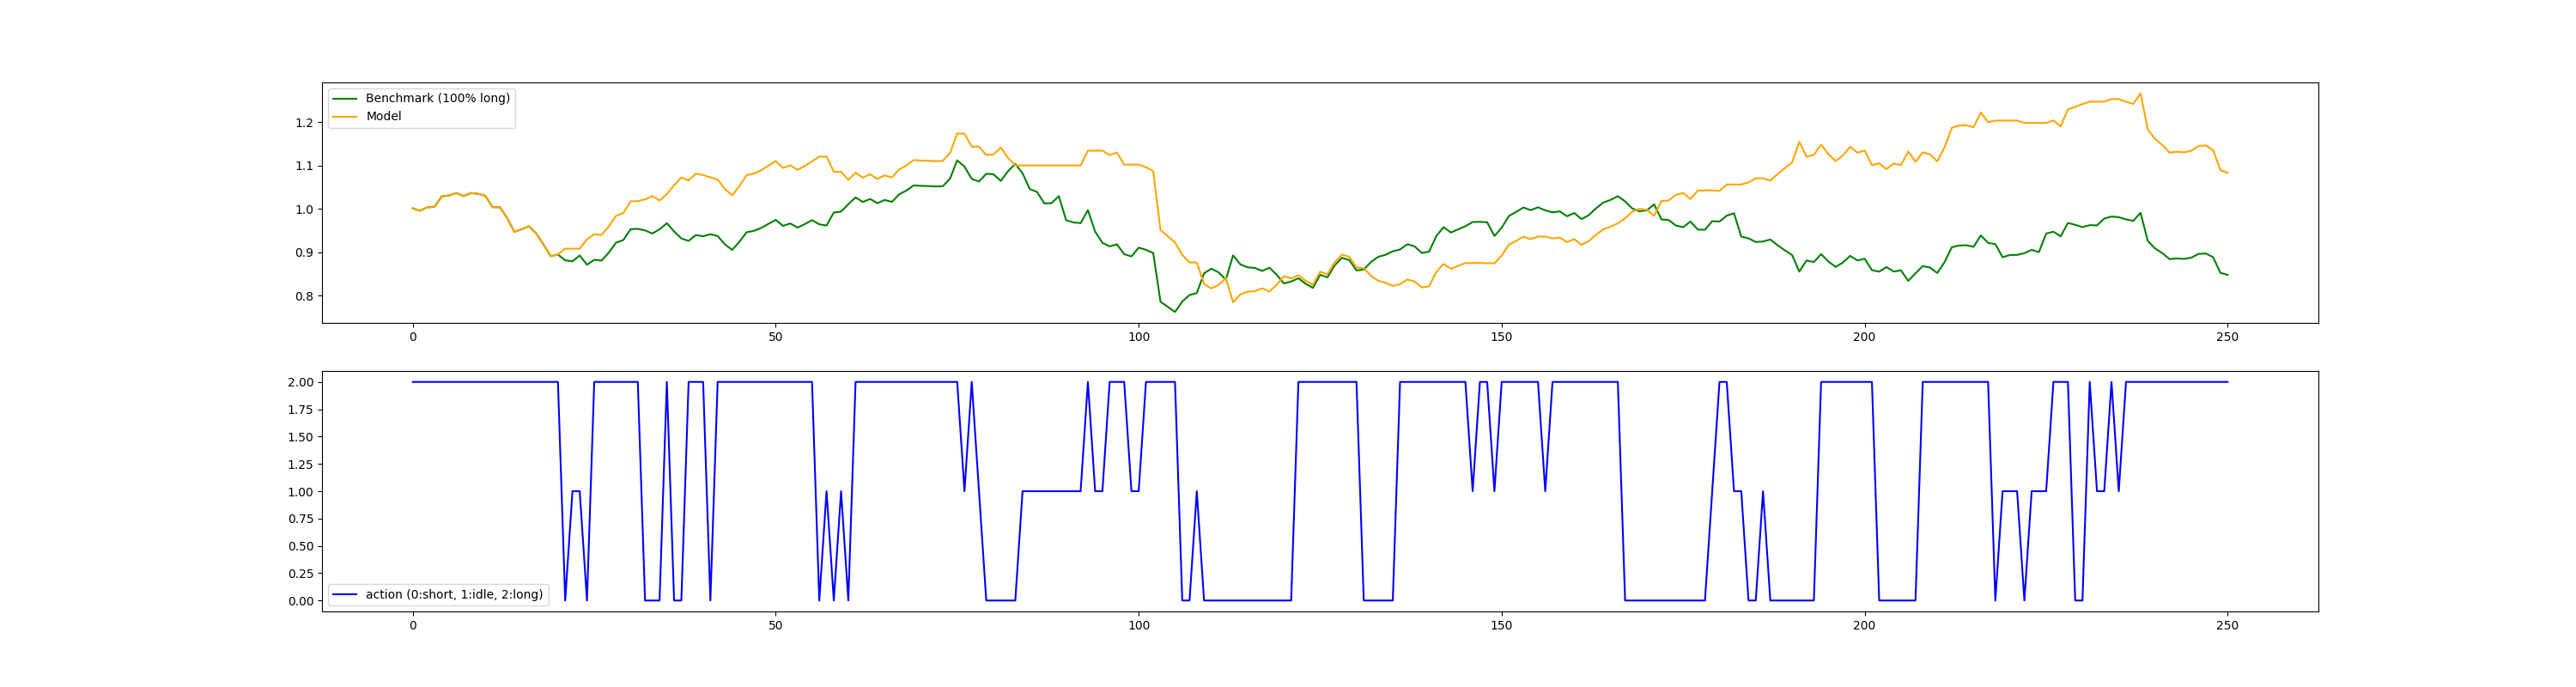 Benchmark (100% long)
Model
1.2
1.1
1.0
0.9
0.8
0 50 100 150 200 250
2.00
1.75
1.50
1.25
1.00
0.75
0.50
0.25
0.00
action (0:short, 1:idle, 2:long)
0 50 100 150 200 250